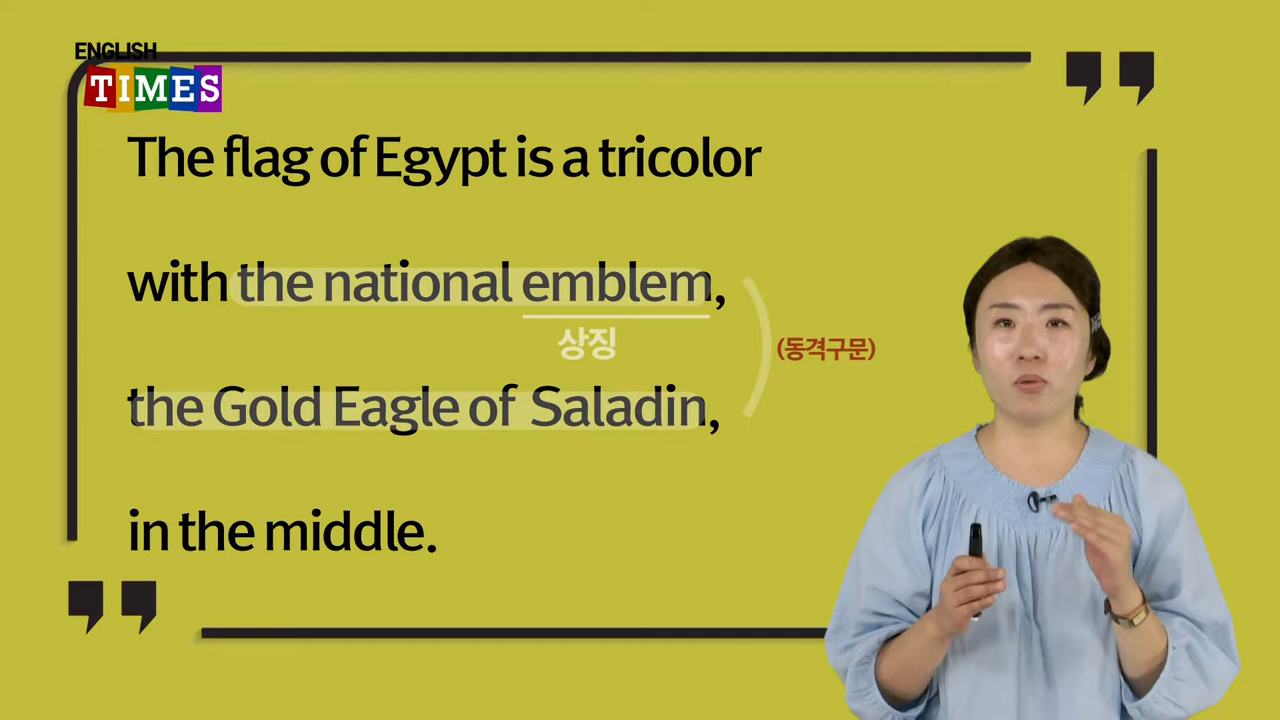 ENGLISH
TIMES
The flag of Egypt is a tricolor
with the national emblem,
상징
(동격구문)
the Gold Eagle of Saladin,
in the middle.